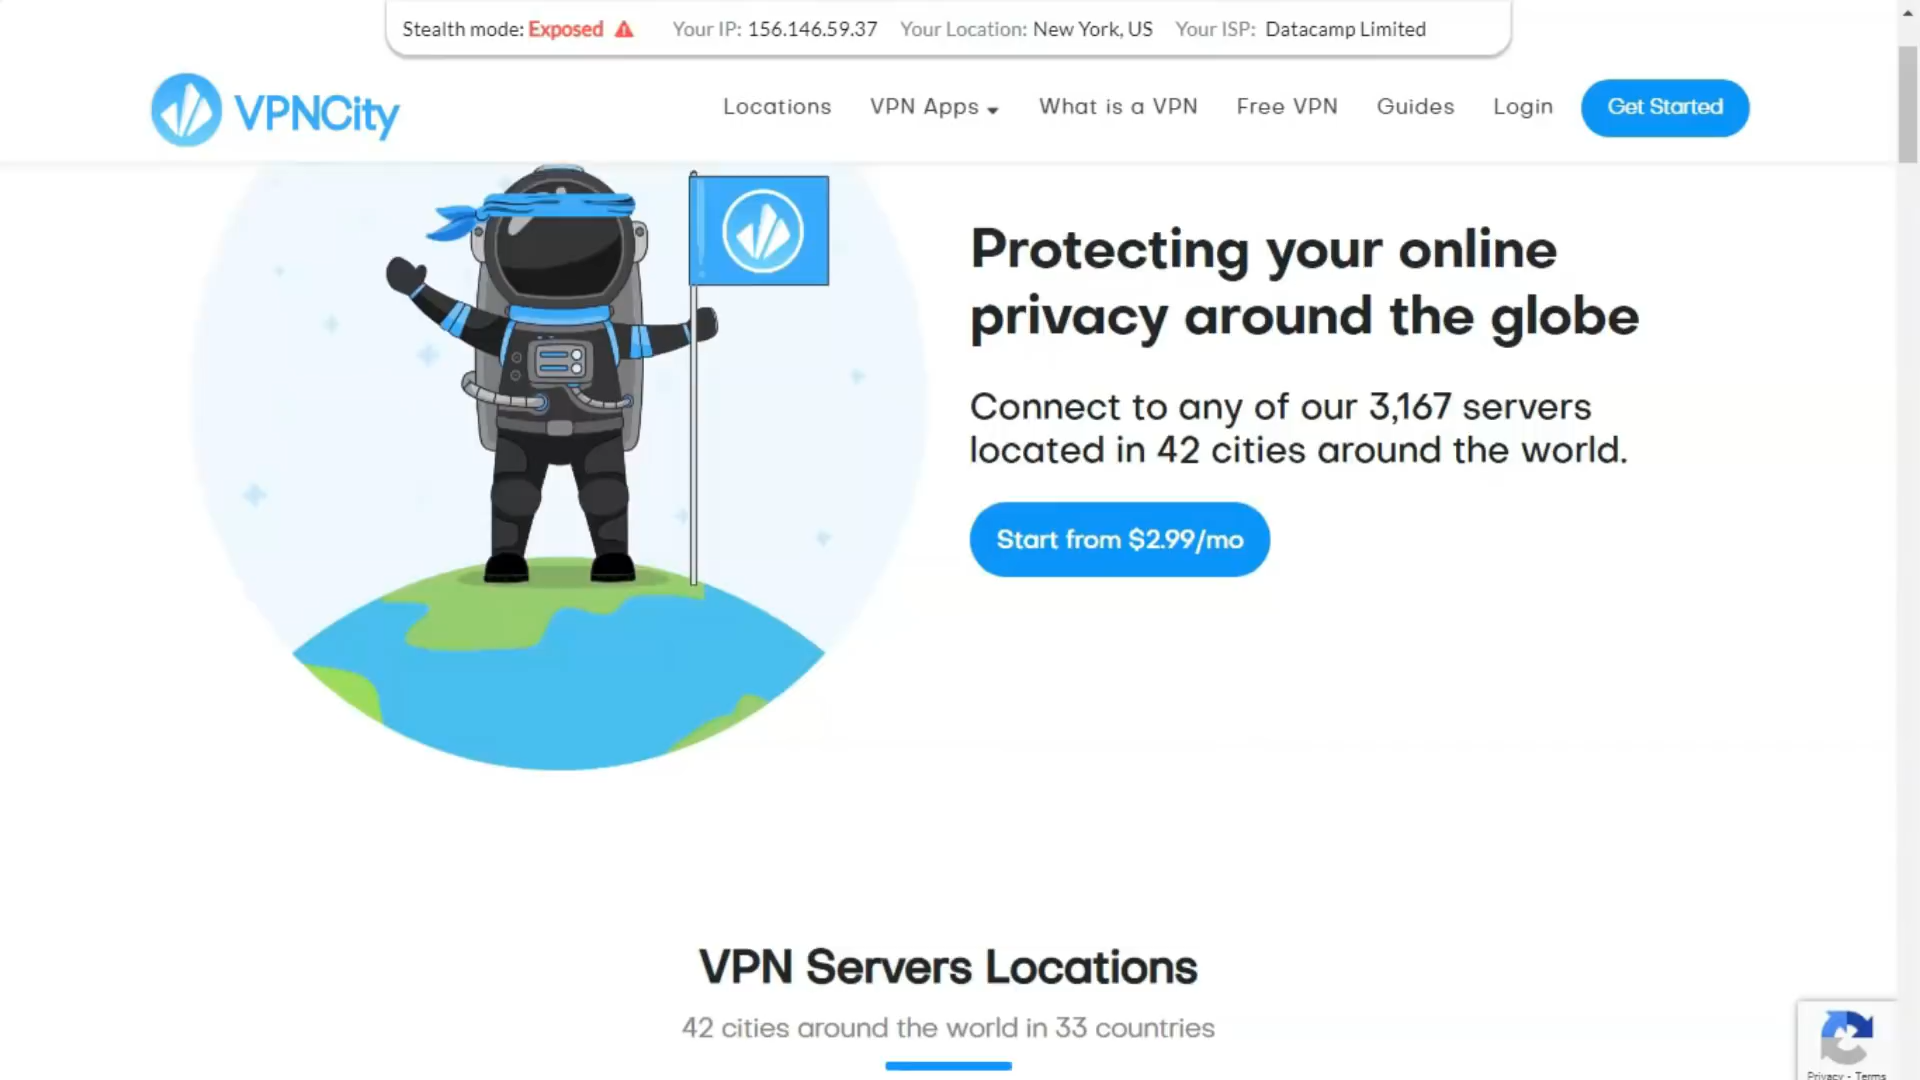 Stealth mode: Exposed Your IP: 156.146.59.37 Your Location: New York, US Your ISP: Datacamp Limited
VPNCity
Locations VPN Apps What is a VPN Free VPN Guides Login Get Started
Protecting your online
privacy around the globe
Connect to any of our 3,167 servers
located in 42 cities around the world.
Start from $2.99/mo
VPN Servers Locations
42 cities around the world in 33 countries
Privacy - Terms